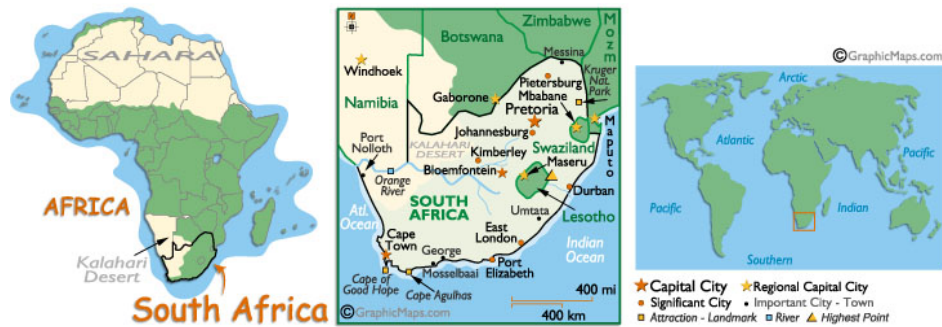 SAHARA
AFRICA
Kalahari
Desert
South Africa
Zimbabwe
Mozm
Botswana
Messina
Windhoek
Kruger
Nat.
Park
Pietersburg
Mbabane
Gaborone
Pretoria
Namibia
Maputo
Johannesburg
Port
Nolloth
KALAHARI
DESERT
Swaziland
Kimberley
Maseru
Bloemfontein
Orange
River
Durban
SOUTH
AFRICA
Lesotho
Atl.
Ocean
Umtata
Cape
Town
East
London
Indian
Ocean
George
Port
Elizabeth
Mosselbaai
Cape of
Good Hope
Cape Agulhas
400 mi
400 km
©GraphicMaps.com
©GraphicMaps.com
Arctic
Atlantic
Pacific
Pacific
Indian
Southern
Capital City
Regional Capital City
Significant City
Important City - Town
Attraction - Landmark
River
Highest Point